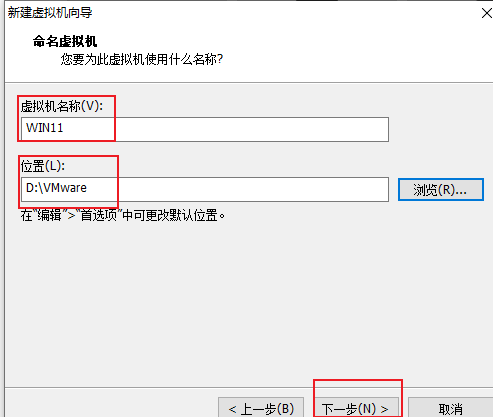 新建虚拟机向导
命名虚拟机
您要为此虚拟机使用什么名称?
虚拟机名称(V):
WIN11
位置(L):
D:\VMware
浏览(R)...
在"编辑">"首选项"中可更改默认位置。
< 上一步(B)
下一步(N) >
取消